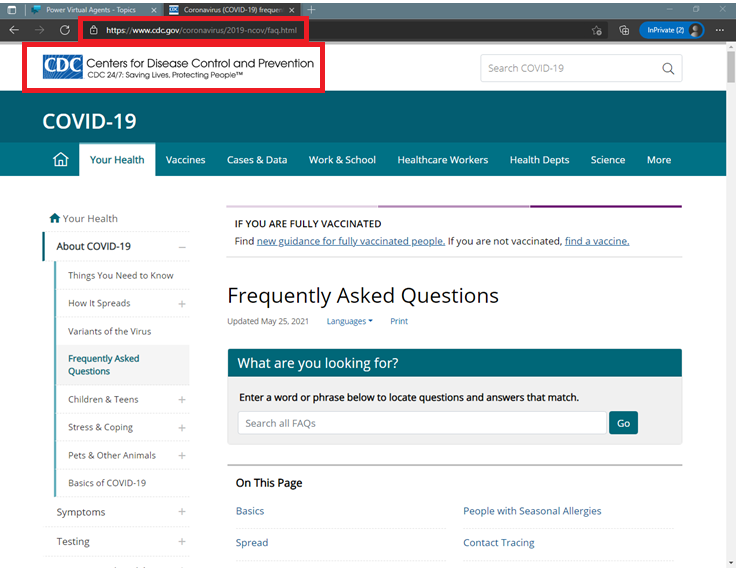 Power Virtual Agents - Topics
Coronavirus (COVID-19) frequen
https://www.cdc.gov/coronavirus/2019-ncov/faq.html
InPrivate (2)
CDC
Centers for Disease Control and Prevention
CDC 24/7: Saving Lives, Protecting People™
Search COVID-19
COVID-19
Your Health
Vaccines
Cases & Data
Work & School
Healthcare Workers
Health Depts
Science
More
Your Health
About COVID-19
Things You Need to Know
How It Spreads
Variants of the Virus
Frequently Asked
Questions
Children & Teens
Stress & Coping
Pets & Other Animals
Basics of COVID-19
Symptoms
Testing
IF YOU ARE FULLY VACCINATED
Find new guidance for fully vaccinated people. If you are not vaccinated, find a vaccine.
Frequently Asked Questions
Updated May 25, 2021
Languages
Print
What are you looking for?
Enter a word or phrase below to locate questions and answers that match.
Search all FAQs
Go
On This Page
Basics
People with Seasonal Allergies
Spread
Contact Tracing